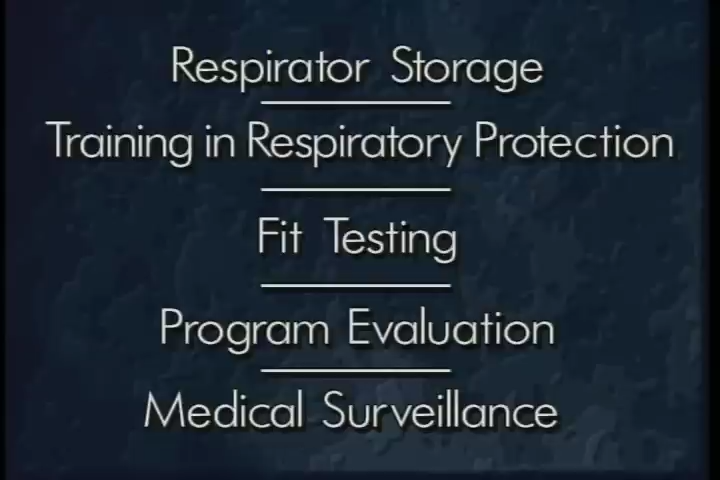 Respirator Storage
Training in Respiratory Protection
Fit Testing
Program Evaluation
Medical Surveillance